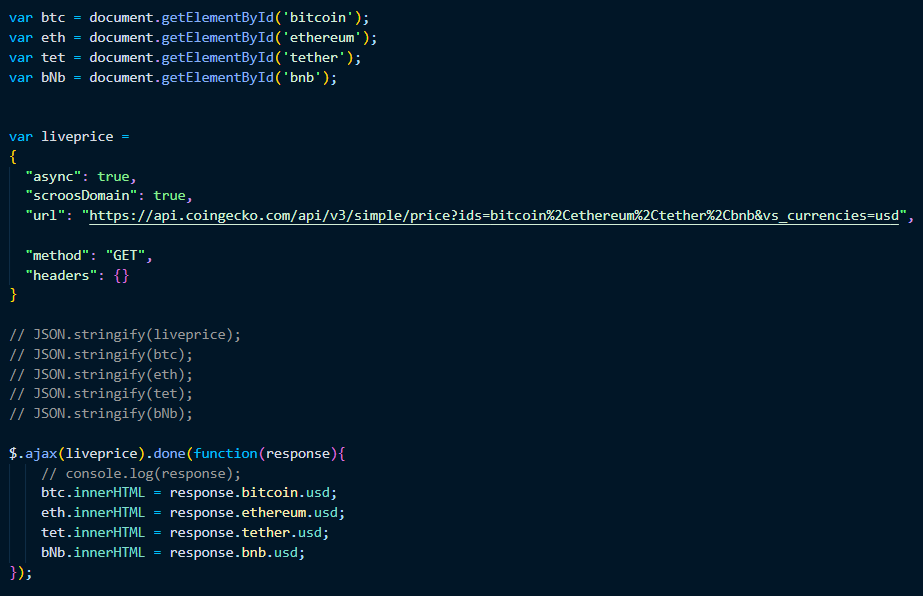 var btc = document.getElementById('bitcoin');
var eth = document.getElementById('ethereum');
var tet = document.getElementById('tether');
var bNb = document.getElementById('bnb');
var liveprice =
{
"async": true,
"scroosDomain": true,
"url": "https://api.coingecko.com/api/v3/simple/price?ids=bitcoin%2Cethereum%2Ctether%2Cbnb&vs_currencies=usd",
"method": "GET",
"headers": {}
}
// JSON.stringify(liveprice);
// JSON.stringify(btc);
// JSON.stringify(eth);
// JSON.stringify(tet);
// JSON.stringify(bNb);
$.ajax(liveprice).done(function(response){
// console.log(response);
btc.innerHTML = response.bitcoin.usd;
eth.innerHTML = response.ethereum.usd;
tet.innerHTML = response.tether.usd;
bNb.innerHTML = response.bnb.usd;
});